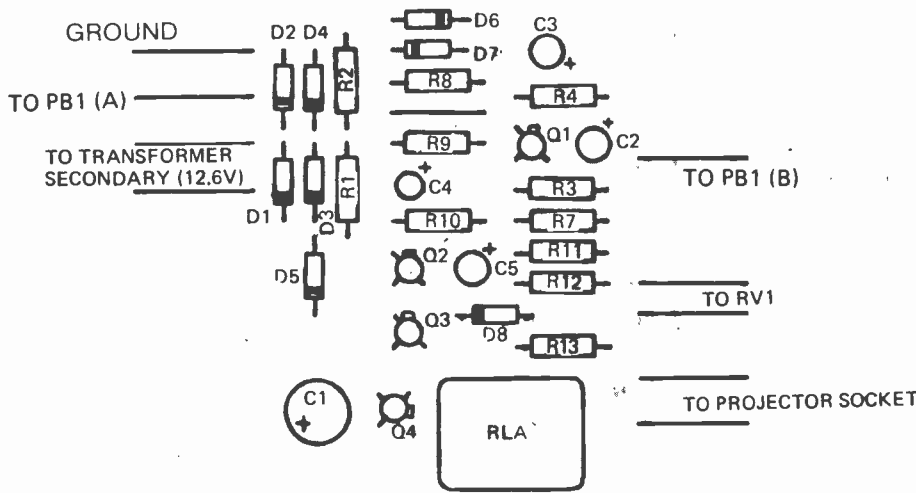 GROUND
D2 D4
R2
D6
D7
R8
C3
+
R4
TO PB1 (A)
R9
Q1
+
C2
TO TRANSFORMER
SECONDARY (12.6V)
TO PB1 (B)
D1
D3
R1
+
C4
R3
R10
R7
D5
Q2
+
C5
R11
R12
TO RV1
Q3
D8
R13
C1
+
Q4
RLA
TO PROJECTOR SOCKET